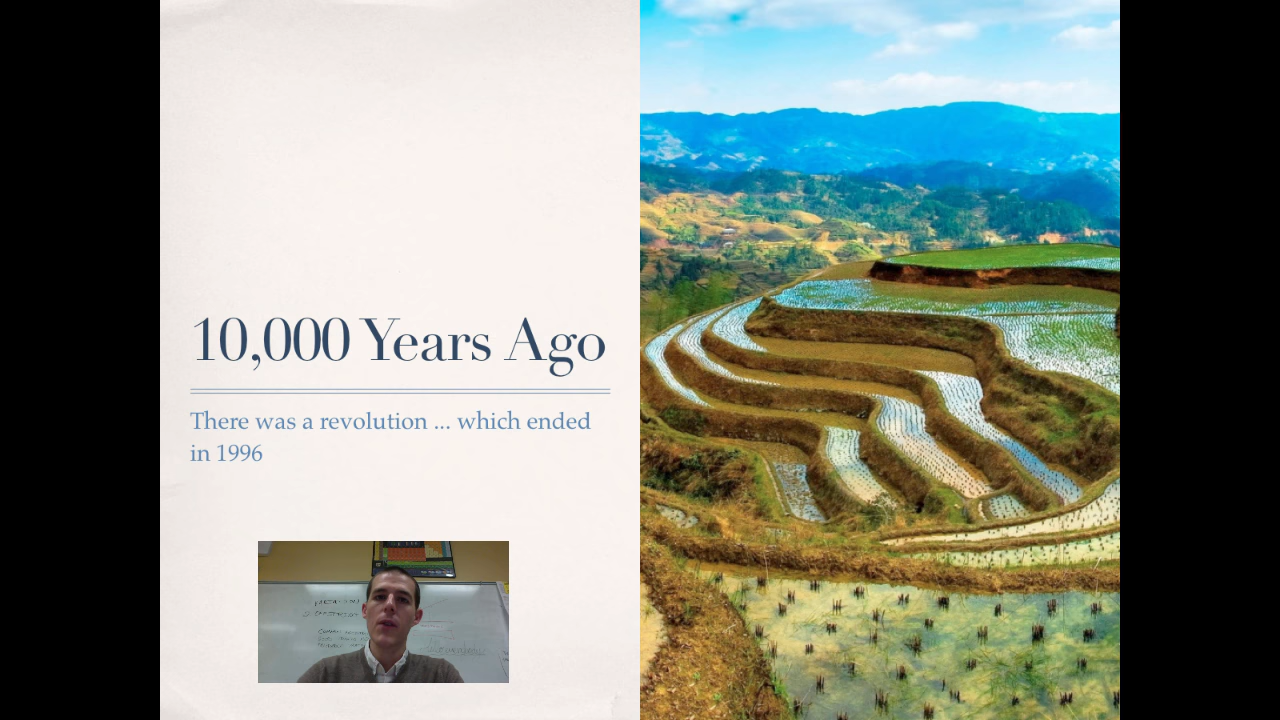 10,000 Years Ago
There was a revolution ... which ended
in 1996